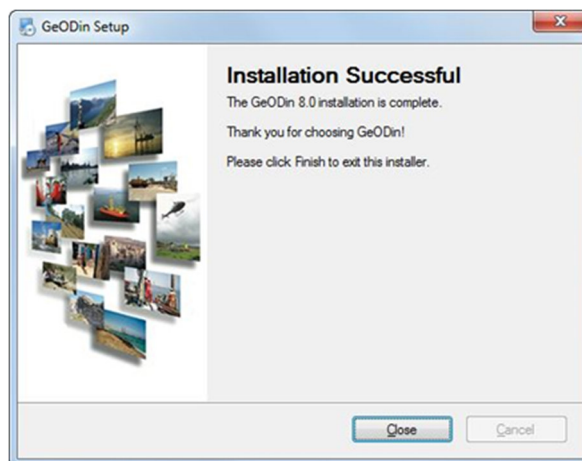 GeODin Setup
Installation Successful
The GeODin 8.0 installation is complete.
Thank you for choosing GeODin!
Please click Finish to exit this installer.
Close
Cancel